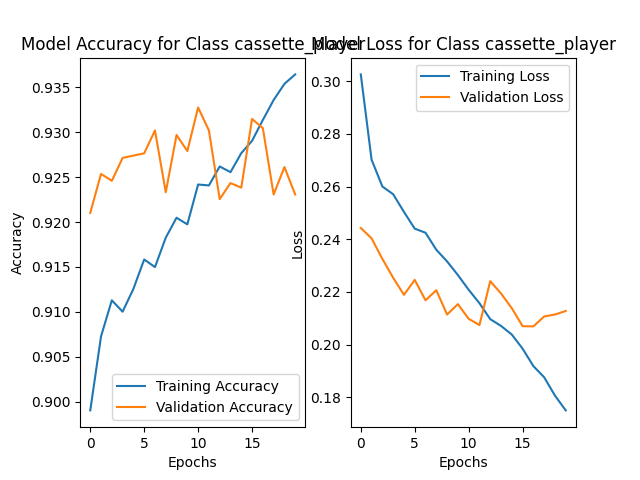 Model Accuracy for Class cassette_player
Model Loss for Class cassette_player
Accuracy
0.935
0.930
0.925
0.920
0.915
0.910
0.905
0.900
Training Accuracy
Validation Accuracy
0 5 10 15
Epochs
Loss
0.30
0.28
0.26
0.24
0.22
0.20
0.18
Training Loss
Validation Loss
0 5 10 15
Epochs